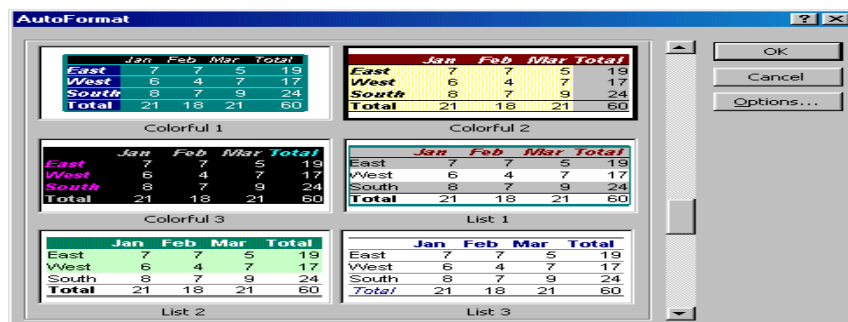 AutoFormat
Jan Feb Mar Total
East 7 7 5 19
West 6 4 7 17
South 8 7 9 24
Total 21 18 21 60
Colorful 1
Jan Feb Mar Total
East 7 7 5 19
West 6 4 7 17
South 8 7 9 24
Total 21 18 21 60
Colorful 2
Jan Feb Mar Total
East 7 7 5 19
West 6 4 7 17
South 8 7 9 24
Total 21 18 21 60
Colorful 3
Jan Feb Mar Total
East 7 7 5 19
West 6 4 7 17
South 8 7 9 24
Total 21 18 21 60
List 1
Jan Feb Mar Total
East 7 7 5 19
West 6 4 7 17
South 8 7 9 24
Total 21 18 21 60
List 2
Jan Feb Mar Total
East 7 7 5 19
West 6 4 7 17
South 8 7 9 24
Total 21 18 21 60
List 3
OK
Cancel
Options...